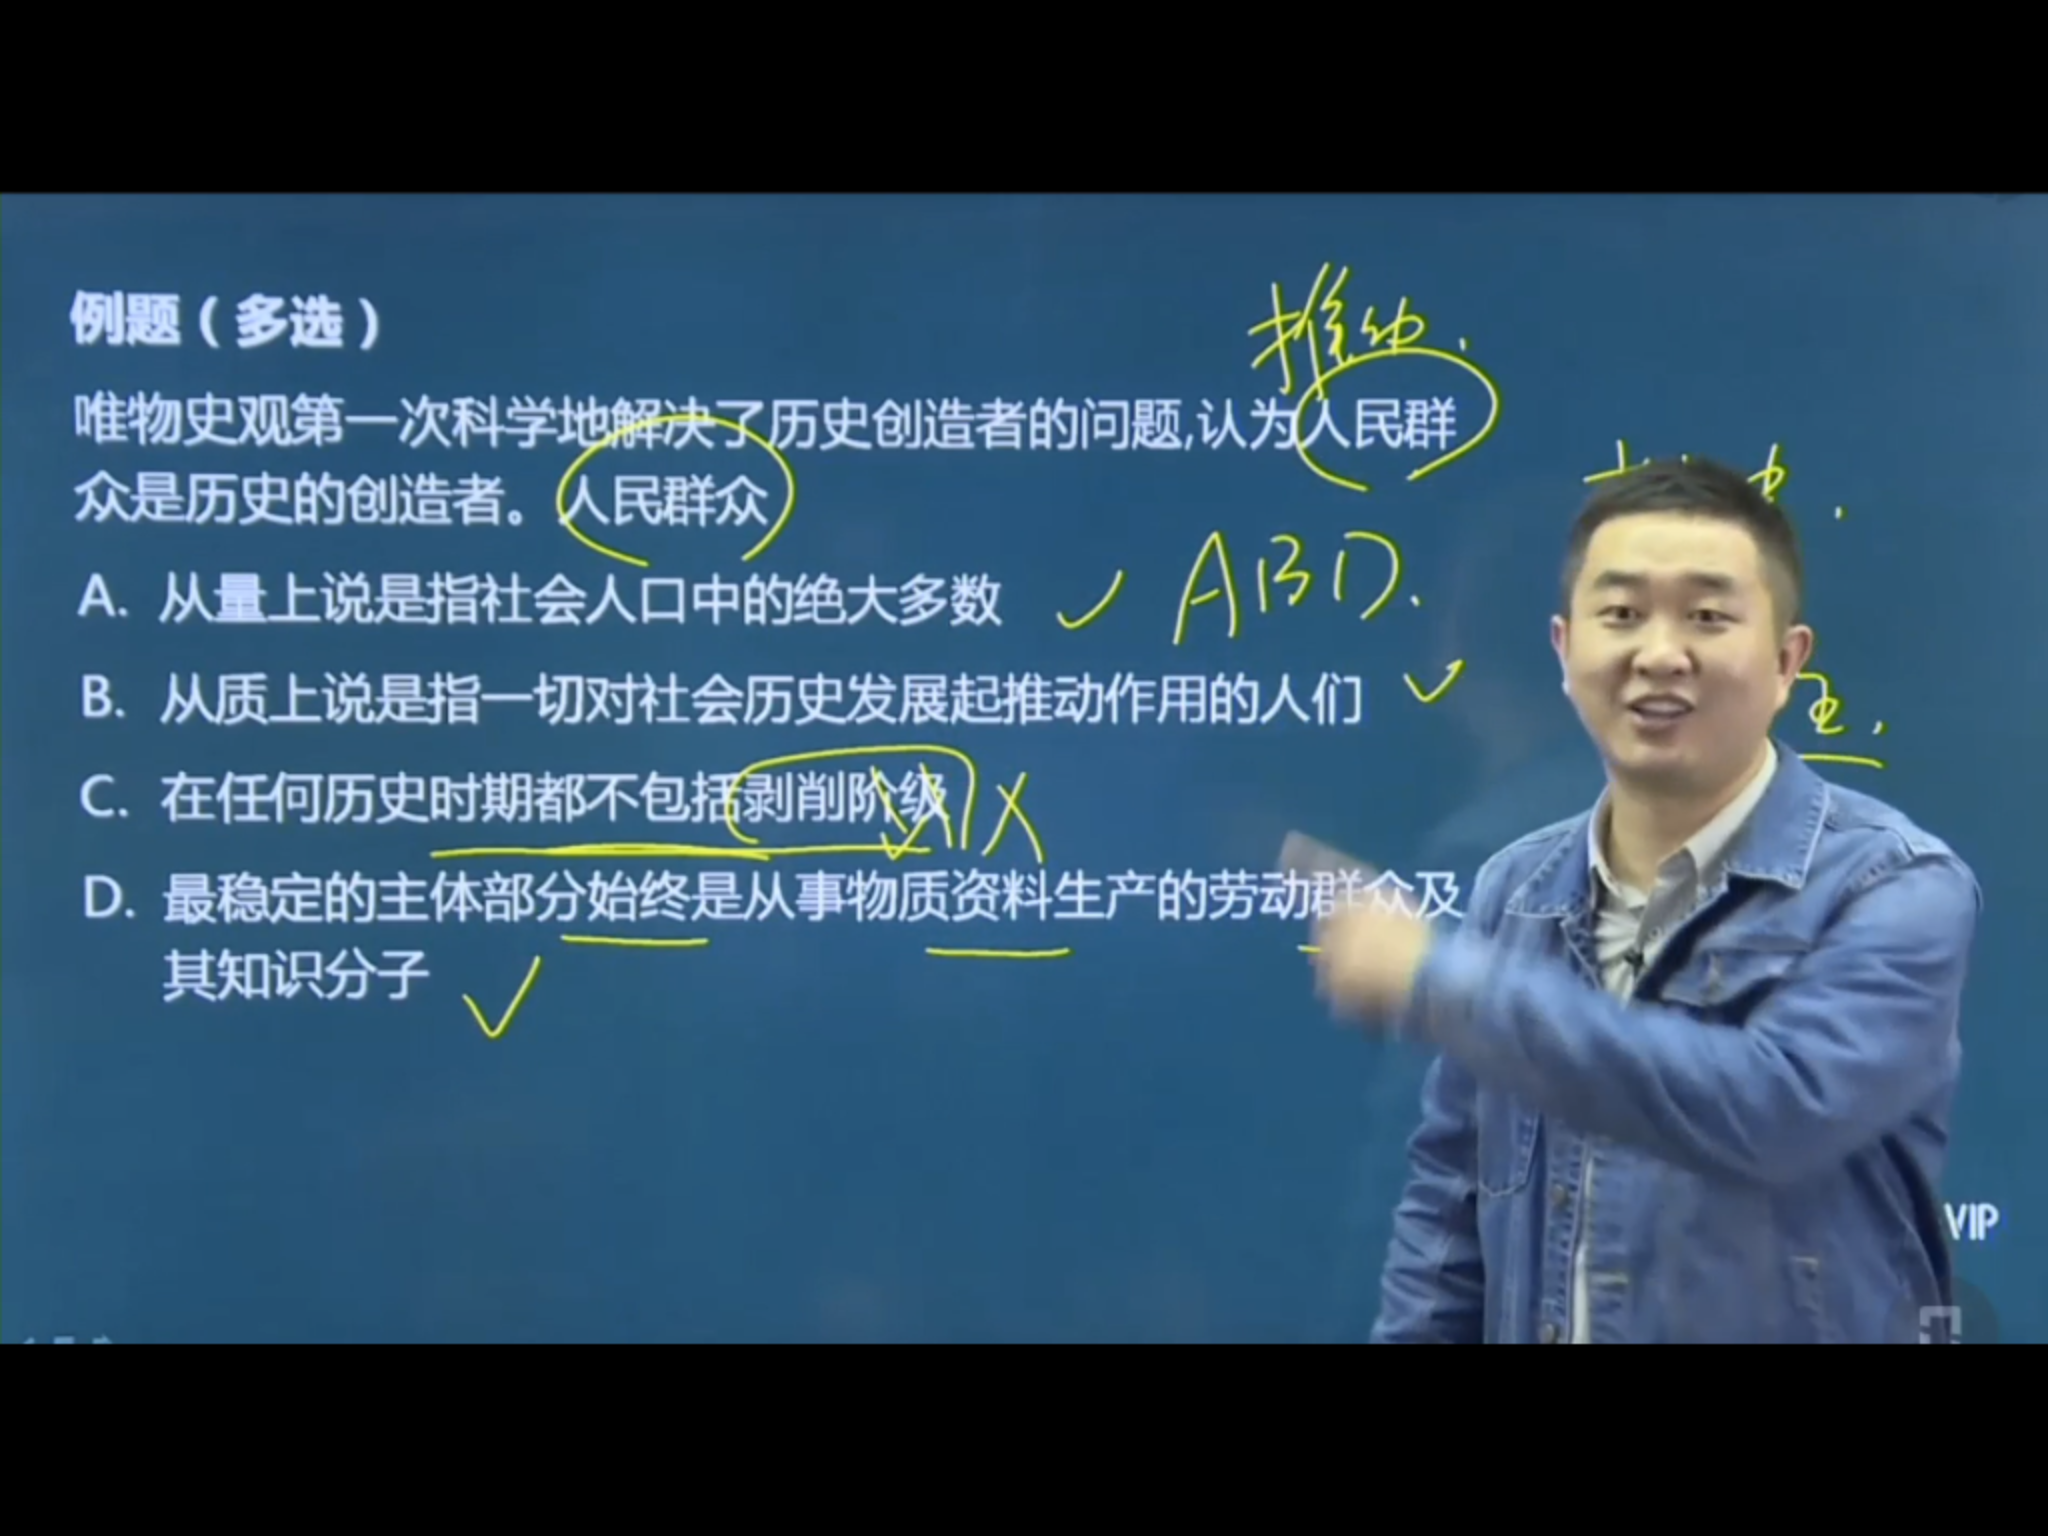 例题（多选）
推动.
唯物史观第一次科学地解决了历史创造者的问题,认为人民群
众是历史的创造者。人民群众
A. 从量上说是指社会人口中的绝大多数
ABD.
B. 从质上说是指一切对社会历史发展起推动作用的人们
C. 在任何历史时期都不包括剥削阶级
D. 最稳定的主体部分始终是从事物质资料生产的劳动群众及
其知识分子
VIP